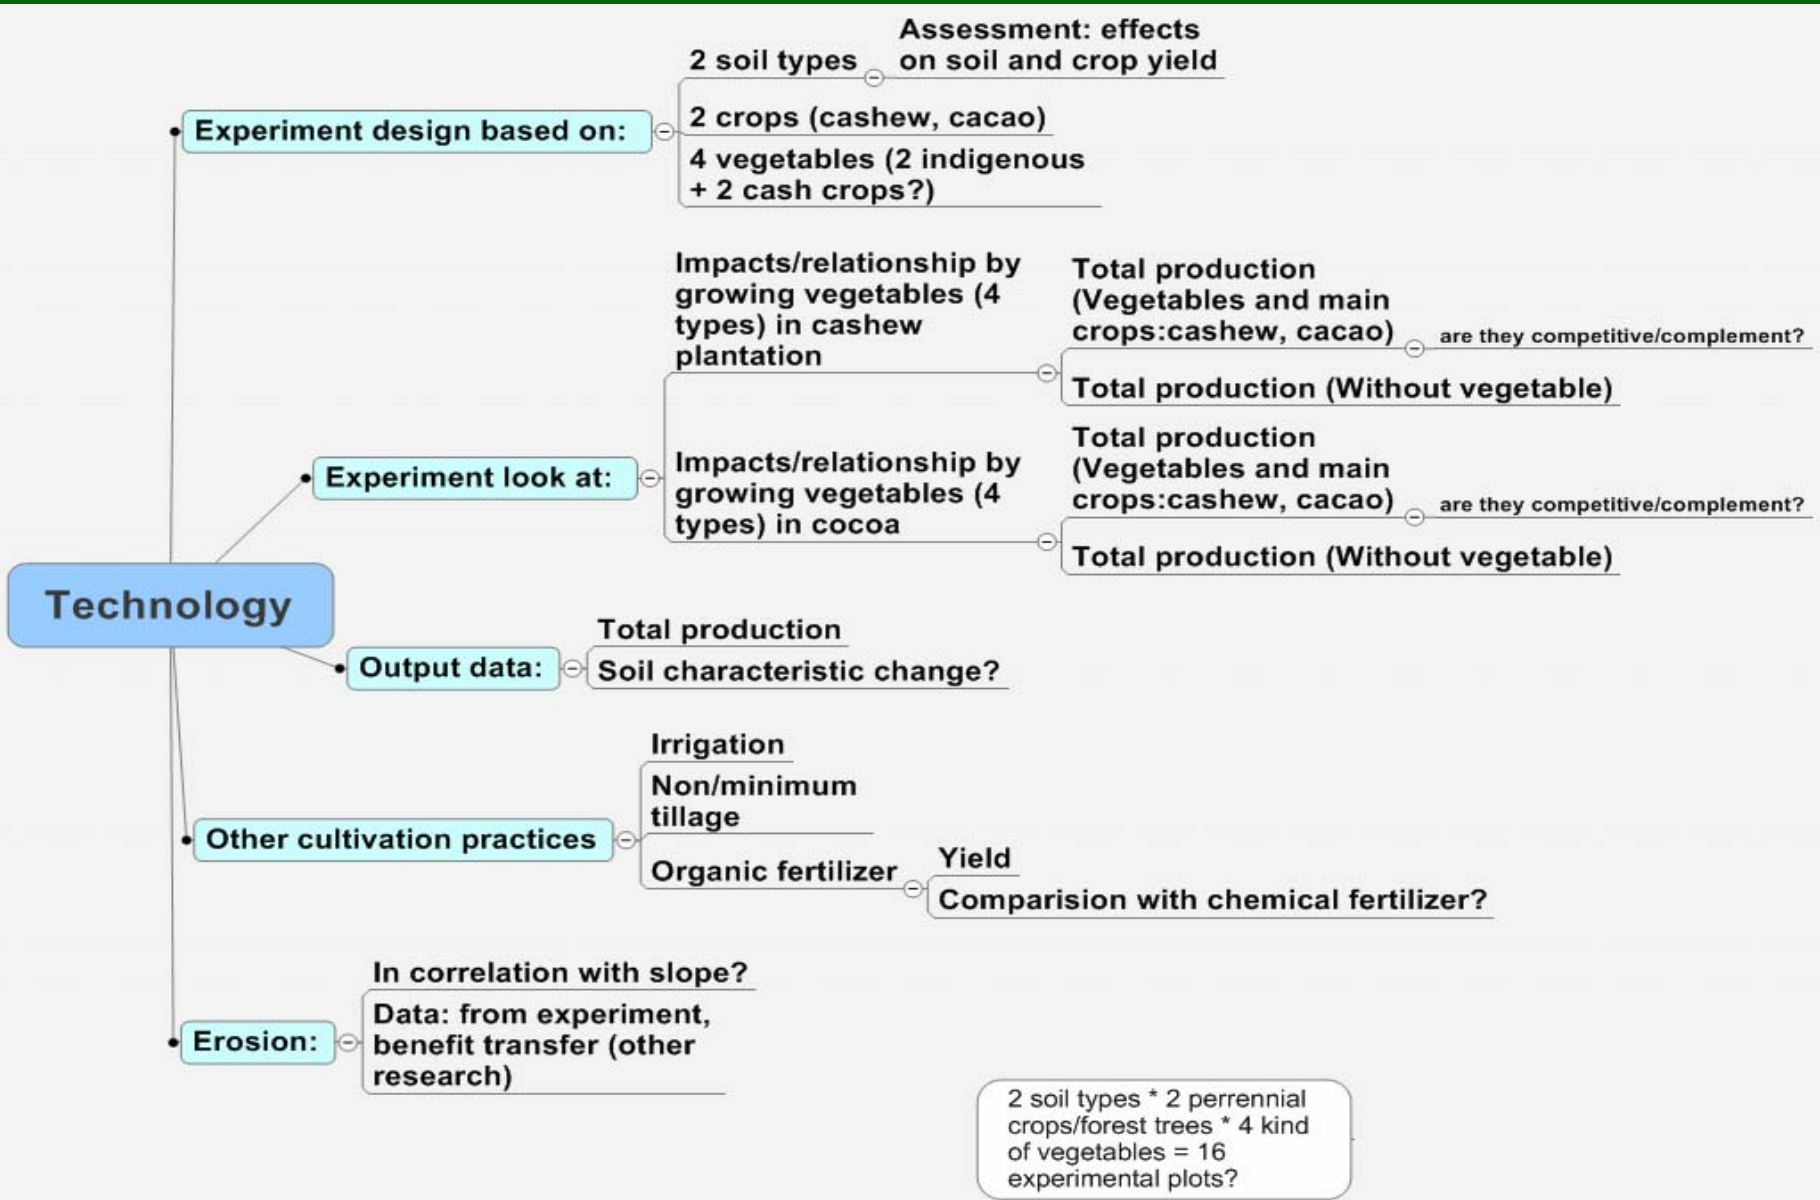 Assessment: effects
on soil and crop yield
2 soil types
Experiment design based on:
2 crops (cashew, cacao)
4 vegetables (2 indigenous
+ 2 cash crops?)
Impacts/relationship by
growing vegetables (4
types) in cashew
plantation
Total production
(Vegetables and main
crops:cashew, cacao)
are they competitive/complement?
Total production (Without vegetable)
Experiment look at:
Impacts/relationship by
growing vegetables (4
types) in cocoa
Total production
(Vegetables and main
crops:cashew, cacao)
are they competitive/complement?
Total production (Without vegetable)
Technology
Output data:
Total production
Soil characteristic change?
Other cultivation practices
Irrigation
Non/minimum
tillage
Organic fertilizer
Yield
Comparision with chemical fertilizer?
Erosion:
In correlation with slope?
Data: from experiment,
benefit transfer (other
research)
2 soil types * 2 perrennial
crops/forest trees * 4 kind
of vegetables = 16
experimental plots?